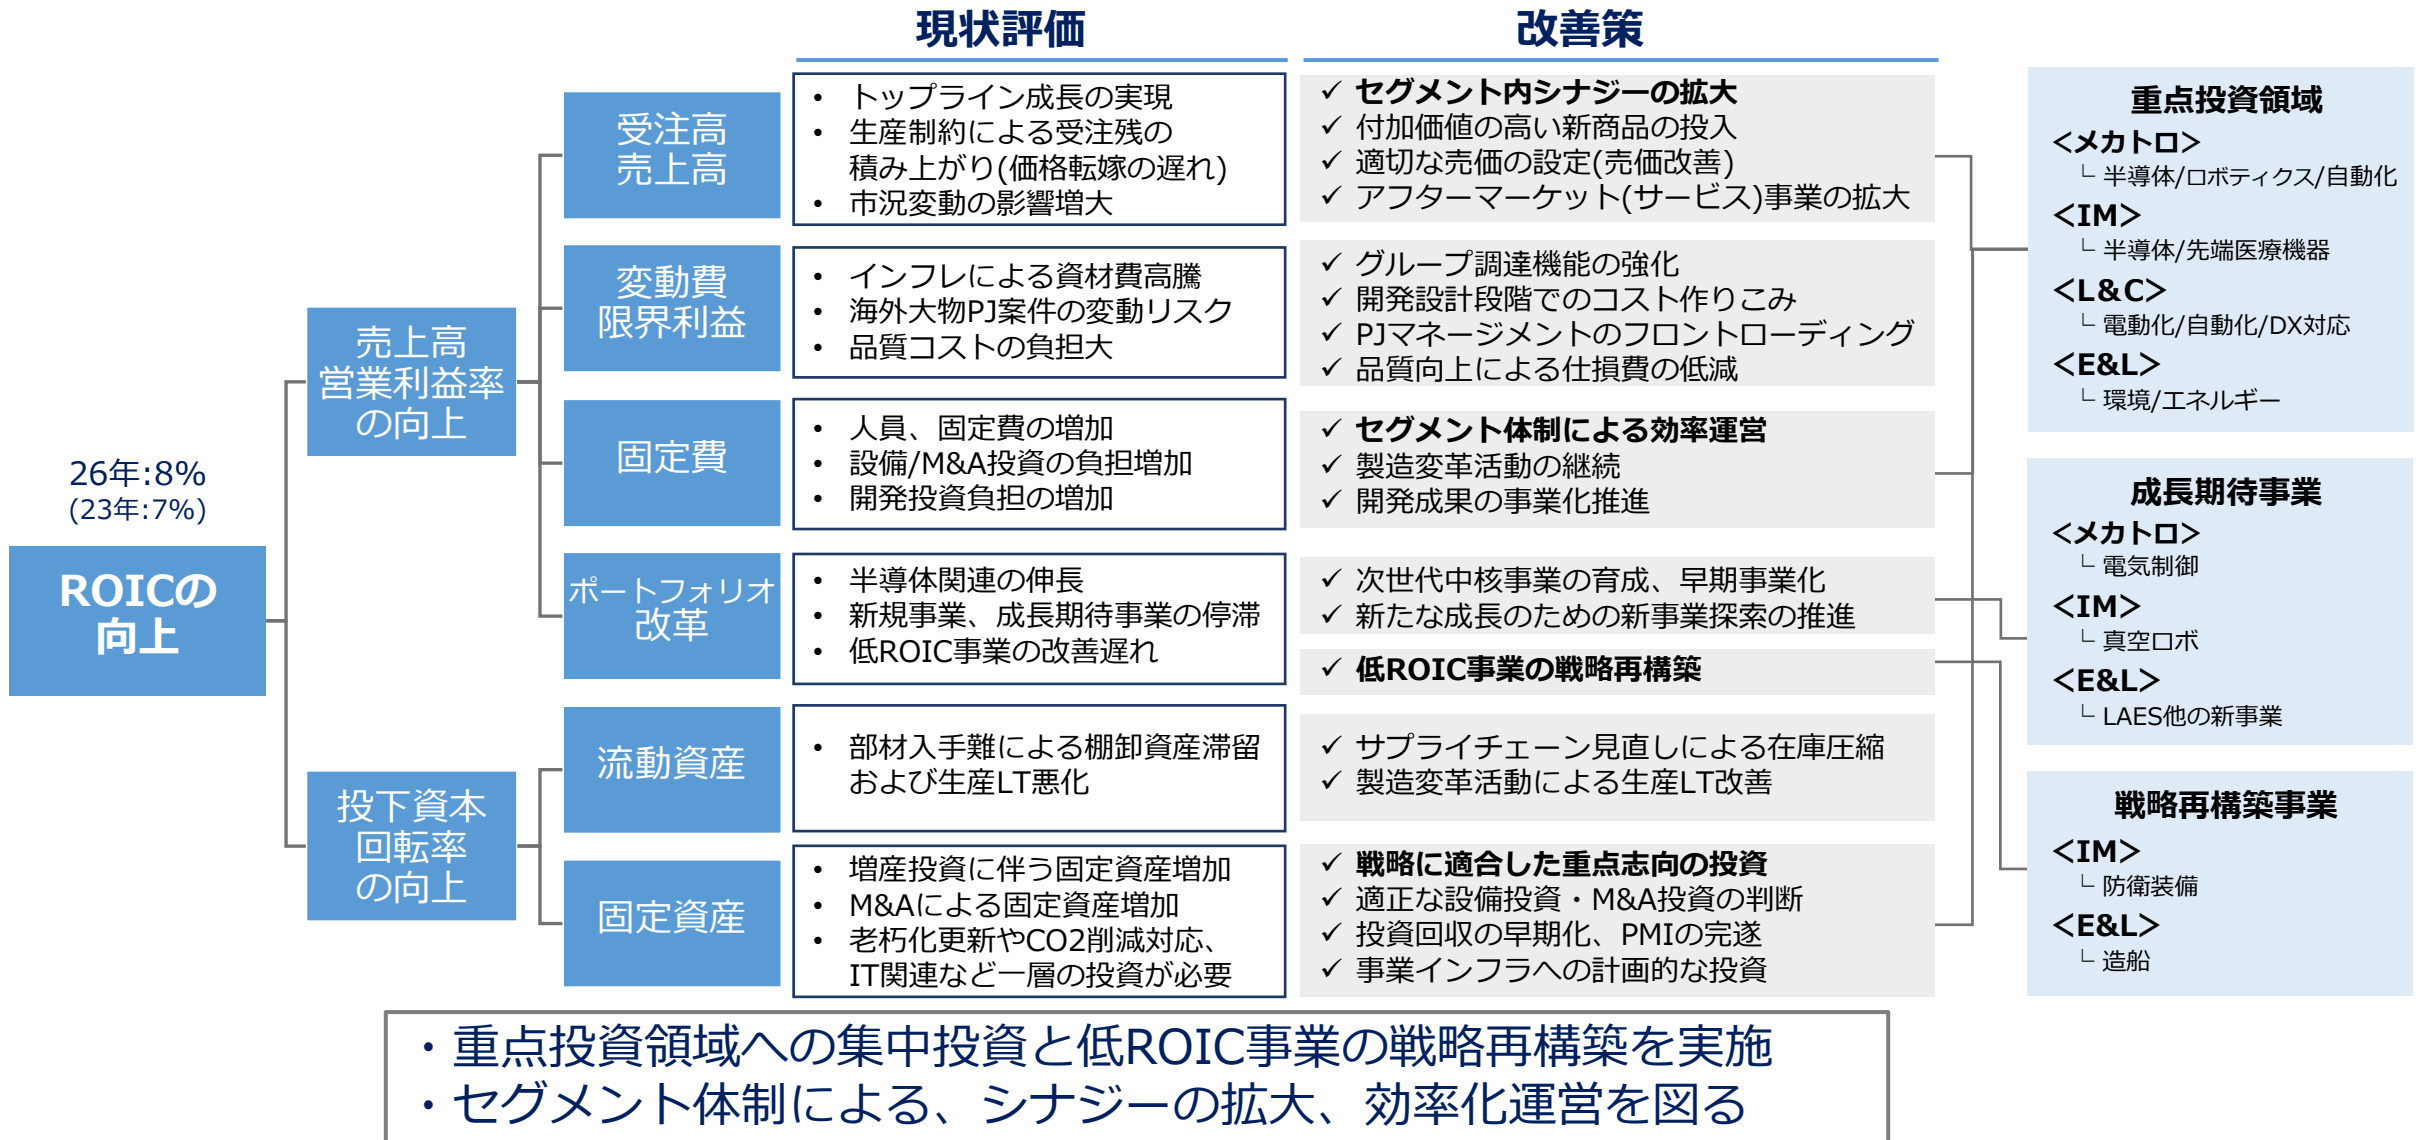 現状評価
改善策
26年:8%
(23年:7%)
ROICの
向上
売上高
営業利益率
の向上
投下資本
回転率
の向上
受注高
売上高
• トップライン成長の実現
• 生産制約による受注残の
積み上がり(価格転嫁の遅れ)
• 市況変動の影響増大
✓ セグメント内シナジーの拡大
✓ 付加価値の高い新商品の投入
✓ 適切な売価の設定(売価改善)
✓ アフターマーケット(サービス)事業の拡大
変動費
限界利益
• インフレによる資材費高騰
• 海外大物PJ案件の変動リスク
• 品質コストの負担大
✓ グループ調達機能の強化
✓ 開発設計段階でのコスト作りこみ
✓ PJマネージメントのフロントローディング
✓ 品質向上による仕損費の低減
固定費
• 人員、固定費の増加
• 設備/M&A投資の負担増加
• 開発投資負担の増加
✓ セグメント体制による効率運営
✓ 製造変革活動の継続
✓ 開発成果の事業化推進
ポートフォリオ
改革
• 半導体関連の伸長
• 新規事業、成長期待事業の停滞
• 低ROIC事業の改善遅れ
✓ 次世代中核事業の育成、早期事業化
✓ 新たな成長のための新事業探索の推進
✓ 低ROIC事業の戦略再構築
流動資産
• 部材入手難による棚卸資産滞留
および生産LT悪化
✓ サプライチェーン見直しによる在庫圧縮
✓ 製造変革活動による生産LT改善
固定資産
• 増産投資に伴う固定資産増加
• M&Aによる固定資産増加
• 老朽化更新やCO2削減対応、
IT関連など一層の投資が必要
✓ 戦略に適合した重点志向の投資
✓ 適正な設備投資・M&A投資の判断
✓ 投資回収の早期化、PMIの完遂
✓ 事業インフラへの計画的な投資
重点投資領域
<メカトロ>
└ 半導体/ロボティクス/自動化
<IM>
└ 半導体/先端医療機器
<L&C>
└ 電動化/自動化/DX対応
<E&L>
└ 環境/エネルギー
成長期待事業
<メカトロ>
└ 電気制御
<IM>
└ 真空ロボ
<E&L>
└ LAES他の新事業
戦略再構築事業
<IM>
└ 防衛装備
<E&L>
└ 造船
・重点投資領域への集中投資と低ROIC事業の戦略再構築を実施
・セグメント体制による、シナジーの拡大、効率化運営を図る